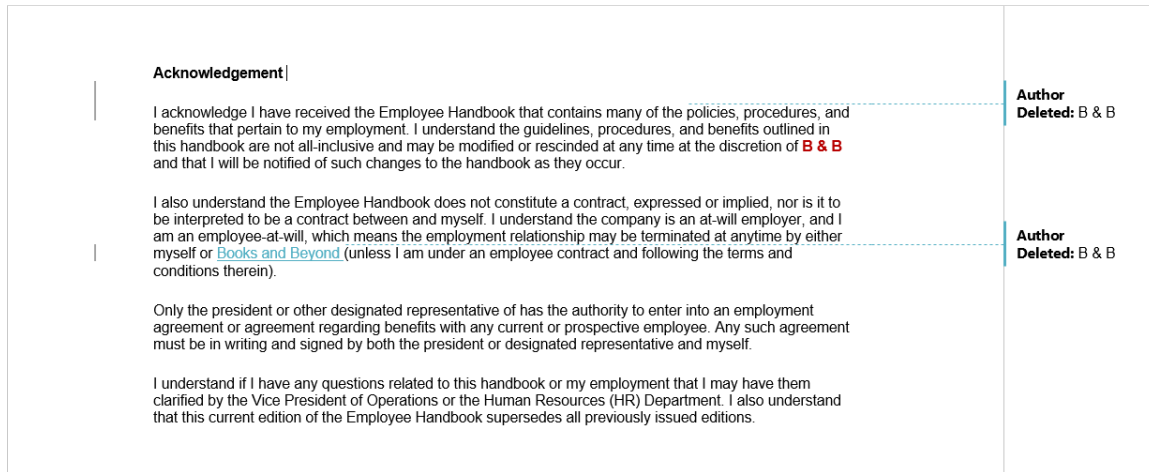 Acknowledgement
I acknowledge I have received the Employee Handbook that contains many of the policies, procedures, and
benefits that pertain to my employment. I understand the guidelines, procedures, and benefits outlined in
this handbook are not all-inclusive and may be modified or rescinded at any time at the discretion of B & B
and that I will be notified of such changes to the handbook as they occur.
I also understand the Employee Handbook does not constitute a contract, expressed or implied, nor is it to
be interpreted to be a contract between and myself. I understand the company is an at-will employer, and I
am an employee-at-will, which means the employment relationship may be terminated at anytime by either
myself or Books and Beyond (unless I am under an employee contract and following the terms and
conditions therein).
Only the president or other designated representative of has the authority to enter into an employment
agreement or agreement regarding benefits with any current or prospective employee. Any such agreement
must be in writing and signed by both the president or designated representative and myself.
I understand if I have any questions related to this handbook or my employment that I may have them
clarified by the Vice President of Operations or the Human Resources (HR) Department. I also understand
that this current edition of the Employee Handbook supersedes all previously issued editions.
Author
Deleted: B & B
Author
Deleted: B & B